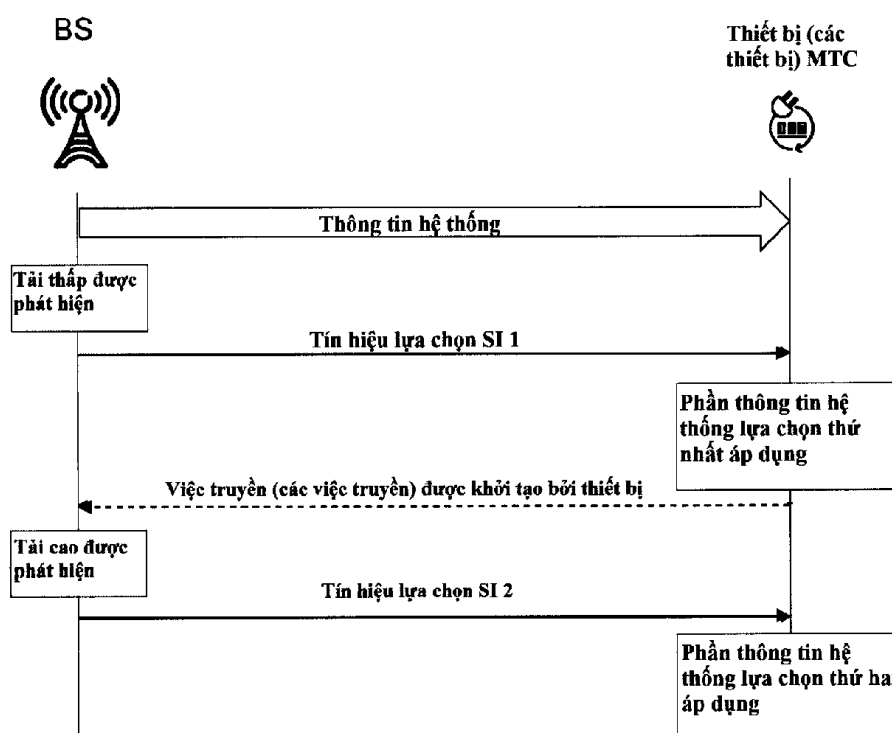 BS
Thiết bị (các
thiết bị) MTC
Thông tin hệ thống
Tải thấp được
phát hiện
Tín hiệu lựa chọn SI 1
Phần thông tin hệ
thống lựa chọn thứ
nhất áp dụng
Việc truyền (các việc truyền) được khởi tạo bởi thiết bị
Tải cao được
phát hiện
Tín hiệu lựa chọn SI 2
Phần thông tin hệ
thống lựa chọn thứ ha
áp dụng